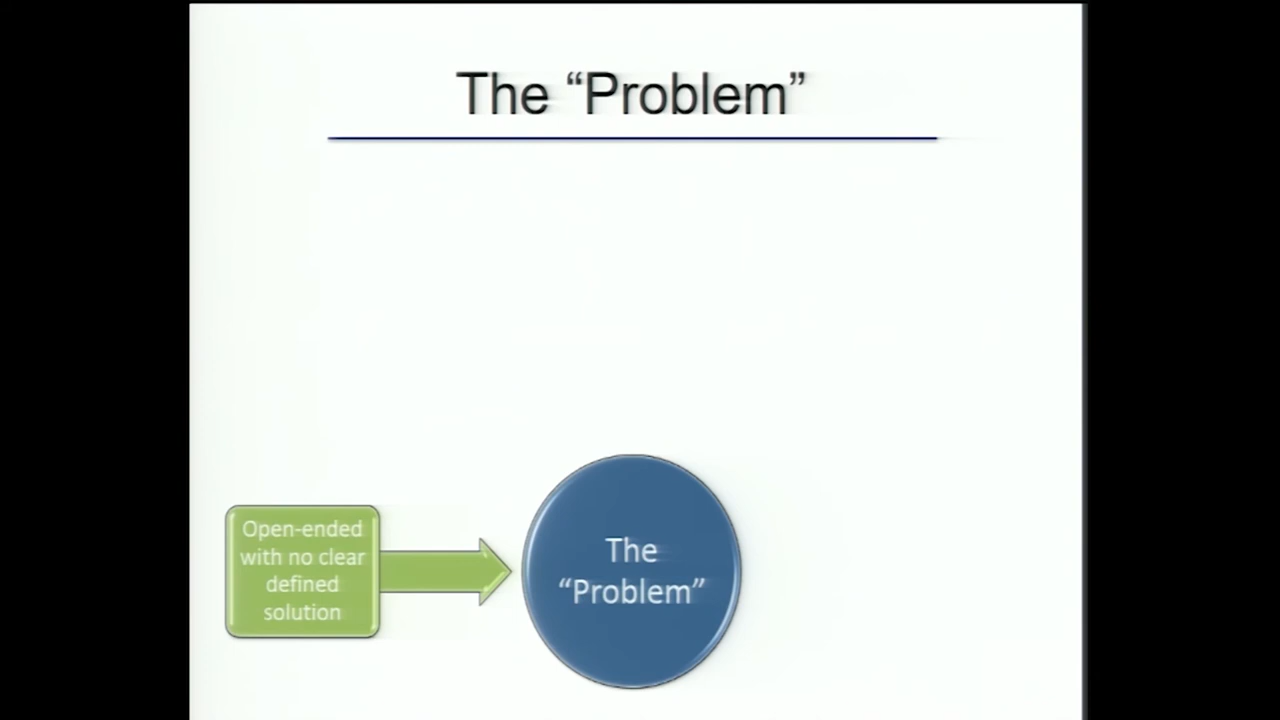 The “Problem”
Open-ended
with no clear
defined
solution
The
“Problem”